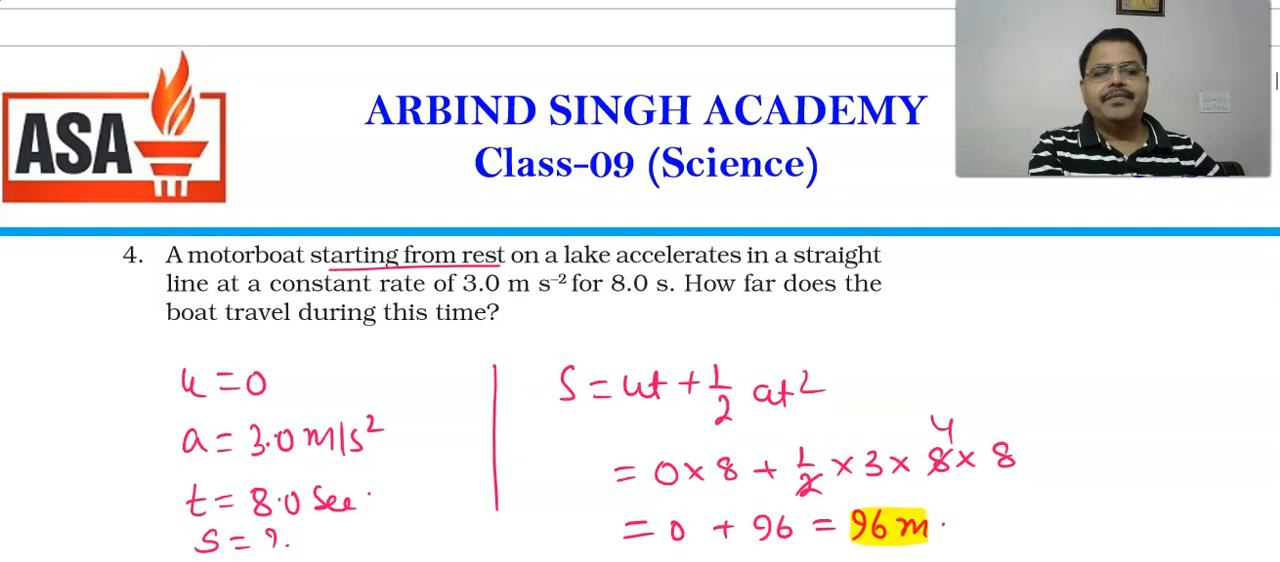 ASA
ARBIND SINGH ACADEMY
Class-09 (Science)
4. A motorboat starting from rest on a lake accelerates in a straight
line at a constant rate of 3.0 m s⁻² for 8.0 s. How far does the
boat travel during this time?
u = 0
a = 3.0 m/s²
t = 8.0 Sec.
S = ?.
S = ut + 1/2 at²
= 0 × 8 + 1/2 × 3 × 8 × 8
4
= 0 + 96 = 96 m.